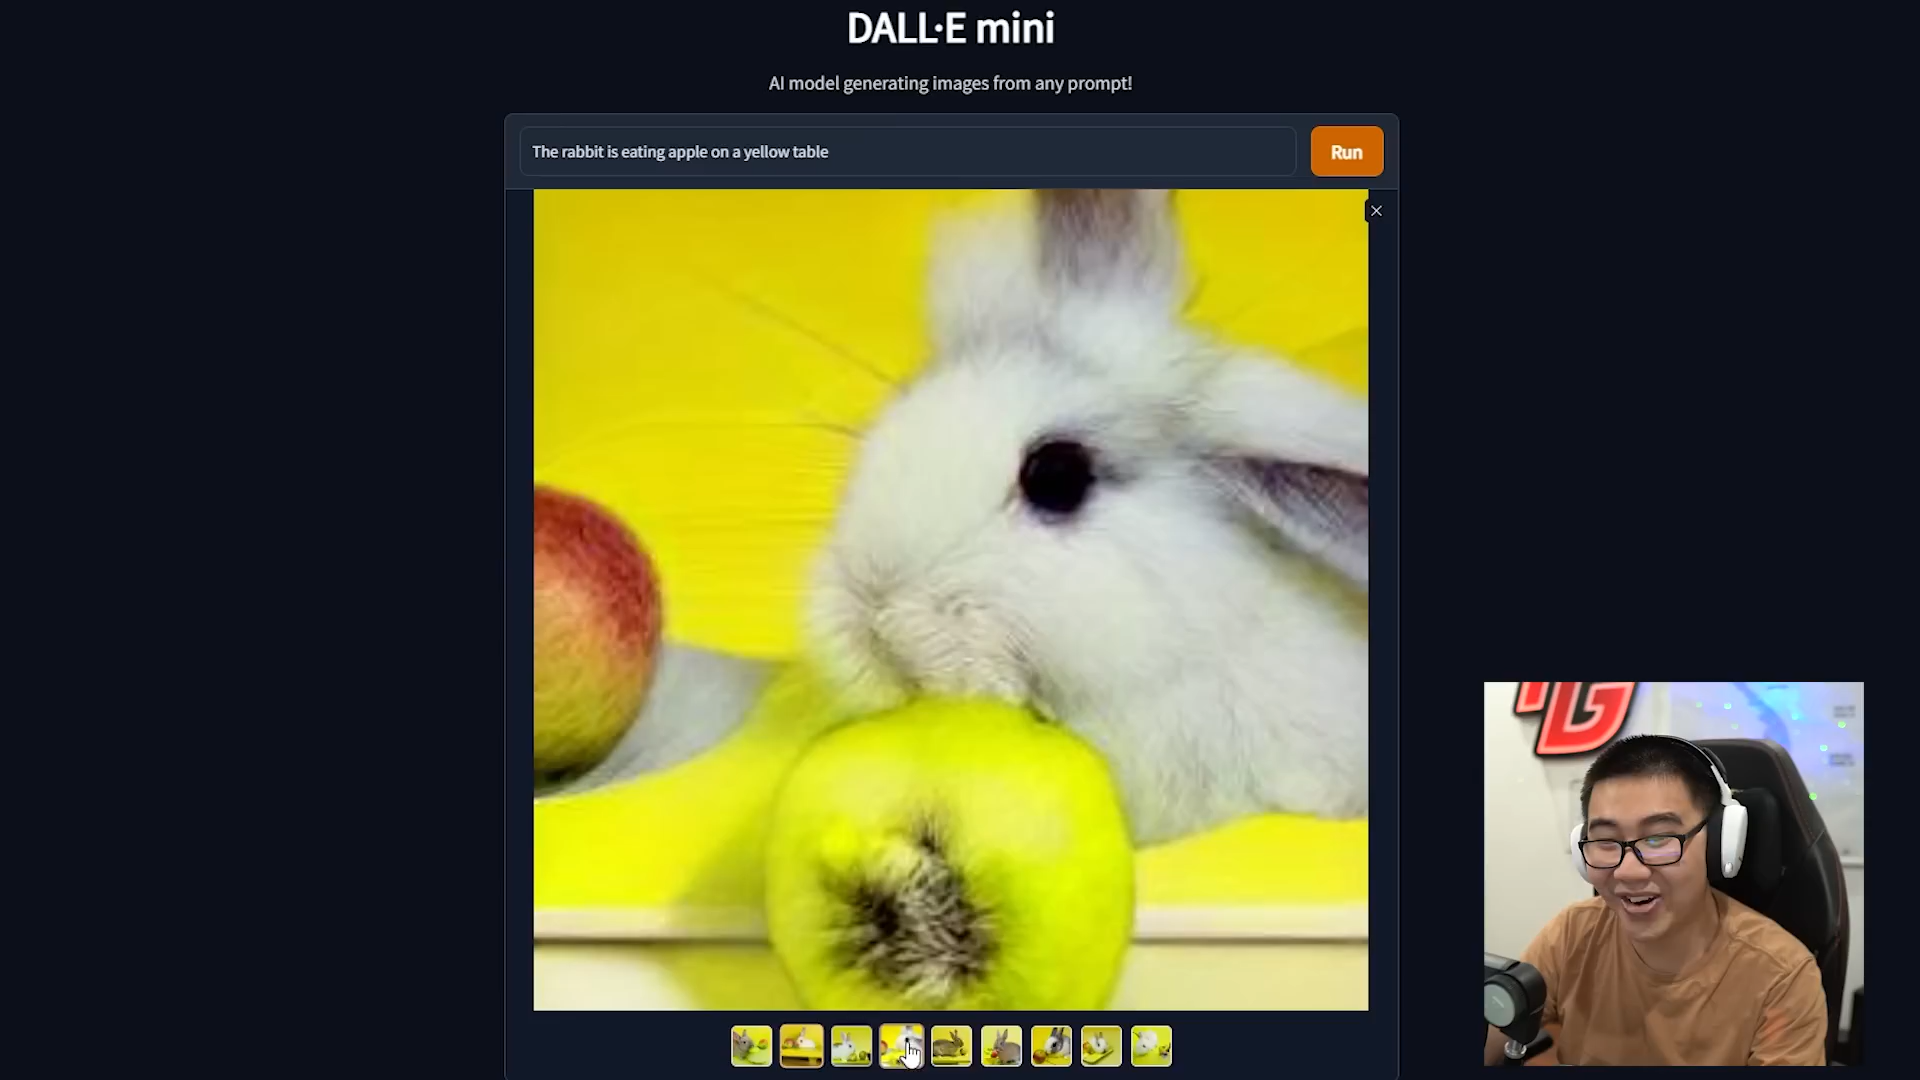 DALL·E mini
AI model generating images from any prompt!
The rabbit is eating apple on a yellow table
Run